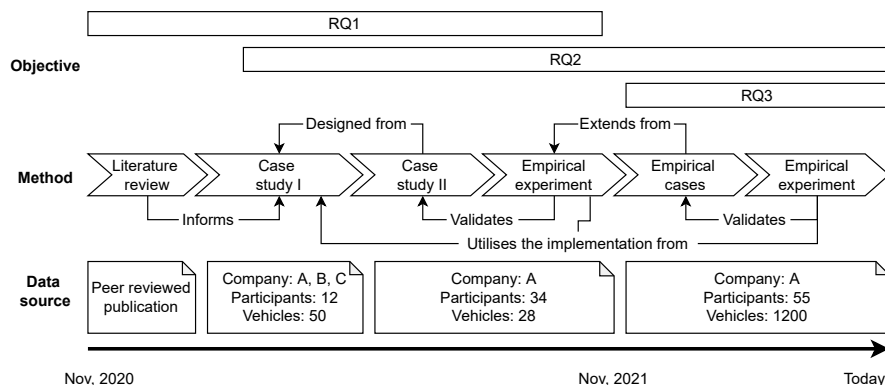 RQ1
Objective
RQ2
RQ3
Designed from
Extends from
Method
Literature
review
Case
study I
Case
study II
Empirical
experiment
Empirical
cases
Empirical
experiment
Informs
Validates
Validates
Utilises the implementation from
Data
source
Peer reviewed
publication
Company: A, B, C
Participants: 12
Vehicles: 50
Company: A
Participants: 34
Vehicles: 28
Company: A
Participants: 55
Vehicles: 1200
Nov, 2020
Nov, 2021
Today